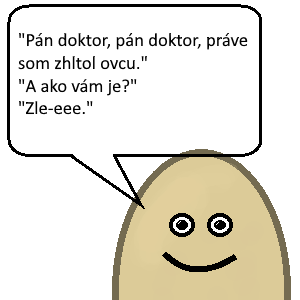 "Pán doktor, pán doktor, práve
som zhltol ovcu."
"A ako vám je?"
"Zle-eee."